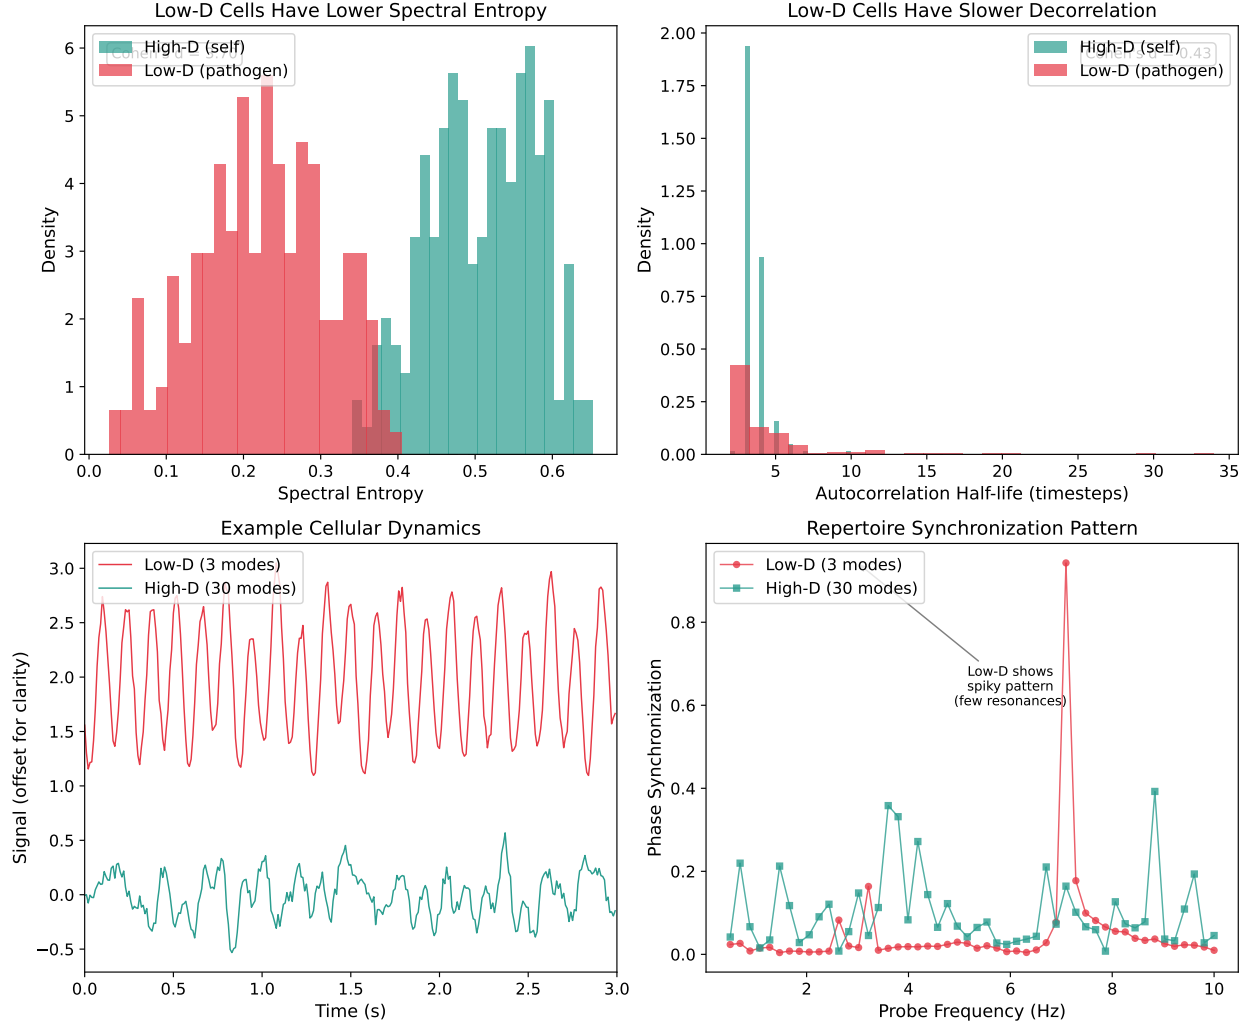 Low-D Cells Have Lower Spectral Entropy
High-D (self)
Low-D (pathogen)
Density
0
1
2
3
4
5
6
0.0
0.1
0.2
0.3
0.4
0.5
0.6
Spectral Entropy
Low-D Cells Have Slower Decorrelation
High-D (self)
Low-D (pathogen)
Cohen's d = 0.43
Density
0.00
0.25
0.50
0.75
1.00
1.25
1.50
1.75
2.00
5
10
15
20
25
30
35
Autocorrelation Half-life (timesteps)
Example Cellular Dynamics
Low-D (3 modes)
High-D (30 modes)
Signal (offset for clarity)
−0.5
0.0
0.5
1.0
1.5
2.0
2.5
3.0
0.0
0.5
1.0
1.5
2.0
2.5
3.0
Time (s)
Repertoire Synchronization Pattern
Low-D (3 modes)
High-D (30 modes)
Low-D shows
spiky pattern
(few resonances)
Phase Synchronization
0.0
0.2
0.4
0.6
0.8
2
4
6
8
10
Probe Frequency (Hz)